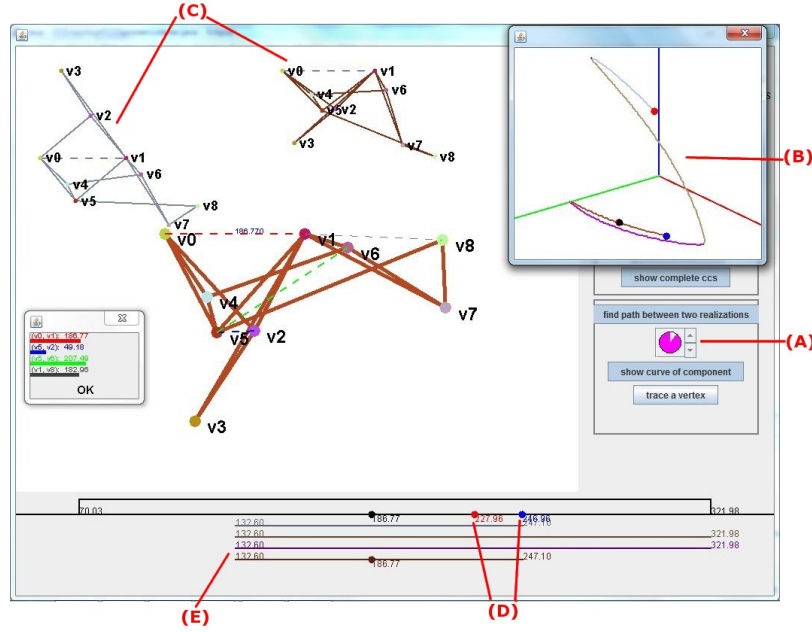 (C)
v3
v2
v0
v1
v4
v6
v5
v8
v7
v0
v1
v4
v6
v5v2
v3
v7
v8
(B)
v0
186.770
v1
v6
v8
v4
v5
v2
v7
v3
(v0, v1): 186.77
(v5, v2): 49.18
(v5, v6): 207.49
(v1, v8): 182.96
OK
show complete ccs
find path between two realizations
(A)
show curve of component
trace a vertex
70.03
321.98
186.77
227.96
246.96
132.60
247.10
132.60
321.98
132.60
321.98
132.60
247.10
186.77
(E)
(D)